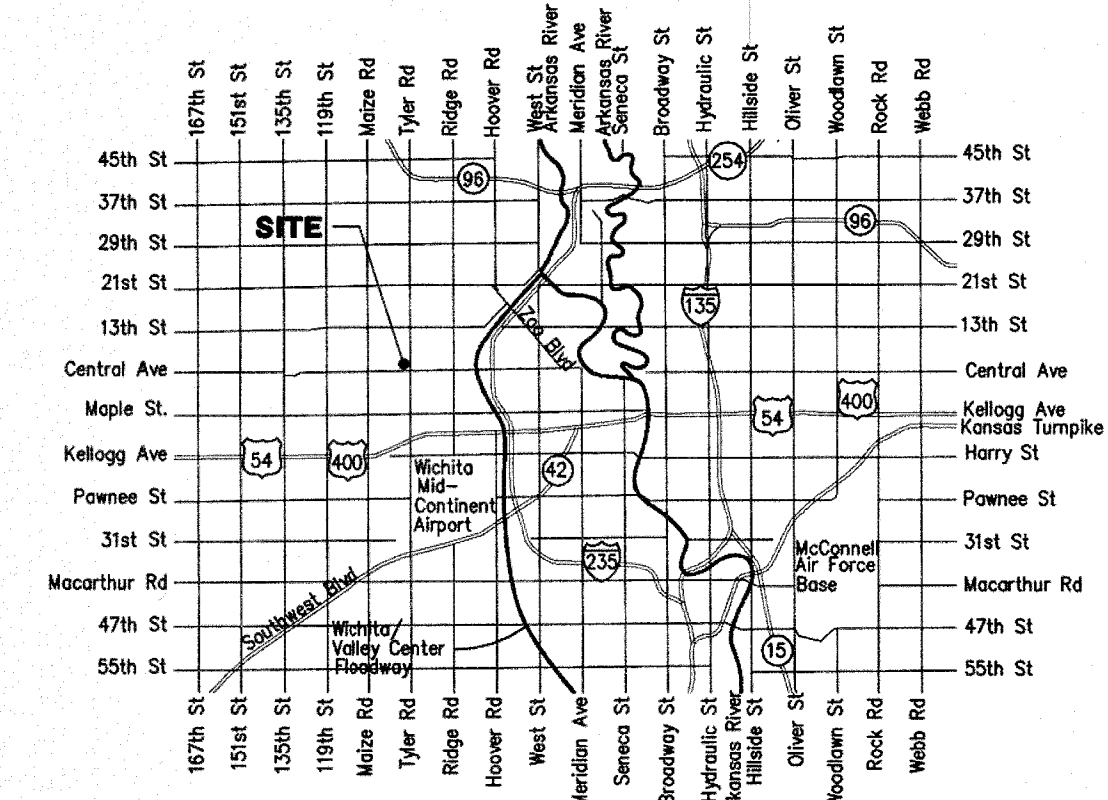 167th St
151st St
135th St
119th St
Maize Rd
Tyler Rd
Ridge Rd
Hoover Rd
West St
Arkansas River
Meridian Ave
Arkansas River
Seneca St
Broadway St
Hydraulic St
Hillside St
Oliver St
Woodlawn St
Rock Rd
Webb Rd
45th St
254
45th St
96
37th St
37th St
SITE
96
29th St
29th St
21st St
21st St
135
13th St
Zoo Blvd
13th St
Central Ave
Central Ave
400
Maple St.
54
Kellogg Ave
Kansas Turnpike
Kellogg Ave
54
400
Harry St
Wichita
Mid-
Continent
Airport
42
Pawnee St
Pawnee St
31st St
31st St
McConnell
Air Force
Base
235
Macarthur Rd
Macarthur Rd
Southwest Blvd
47th St
47th St
Wichita/
Valley Center
Floodway
15
55th St
55th St
167th St
151st St
135th St
119th St
Maize Rd
Tyler Rd
Ridge Rd
Hoover Rd
West St
Meridian Ave
Seneca St
Broadway St
Hydraulic St
kansas River
Hillside St
Oliver St
Woodlawn St
Rock Rd
Webb Rd